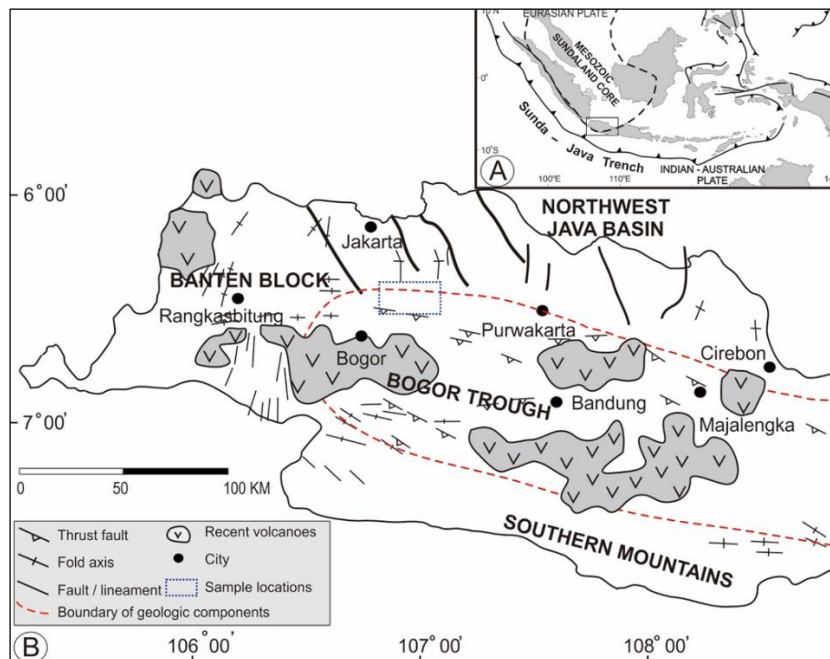 10°N
EURASIAN PLATE
MESOZOIC
SUNDALAND CORE
0°
Sunda - Java Trench
10°S
INDIAN - AUSTRALIAN
PLATE
A
100°E
110°E
6°00'
NORTHWEST
JAVA BASIN
Jakarta
BANTEN BLOCK
Rangkasbitung
Purwakarta
Bogor
Cirebon
BOGOR TROUGH
Bandung
Majalengka
7°00'
0
50
100 KM
SOUTHERN MOUNTAINS
Thrust fault
Recent volcanoes
Fold axis
City
Fault / lineament
Sample locations
Boundary of geologic components
B
106°00'
107°00'
108°00'